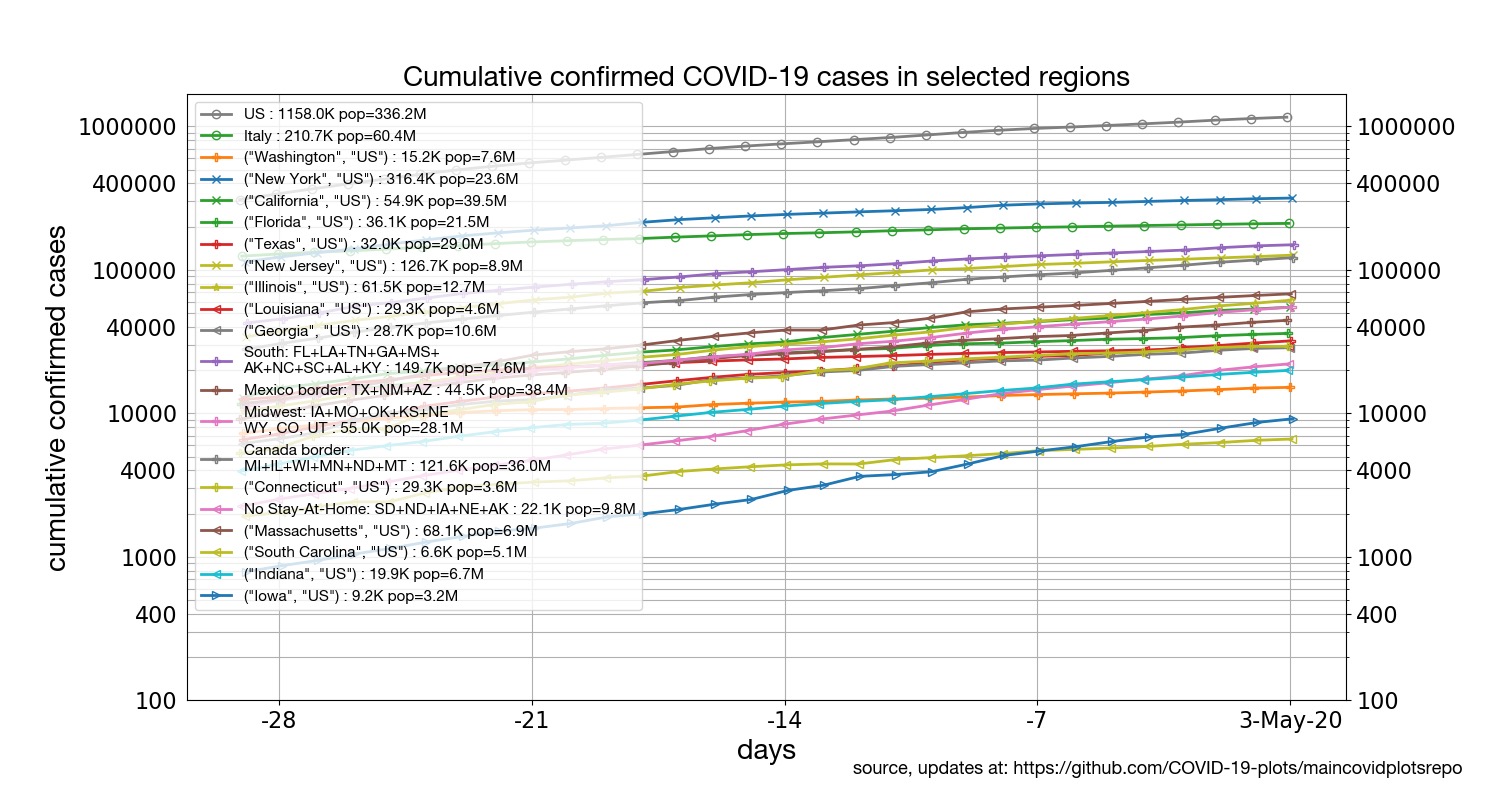 Cumulative confirmed COVID-19 cases in selected regions
cumulative confirmed cases
1000000
400000
100000
40000
10000
4000
1000
400
100
US : 1158.0K pop=336.2M
Italy : 210.7K pop=60.4M
("Washington", "US") : 15.2K pop=7.6M
("New York", "US") : 316.4K pop=23.6M
("California", "US") : 54.9K pop=39.5M
("Florida", "US") : 36.1K pop=21.5M
("Texas", "US") : 32.0K pop=29.0M
("New Jersey", "US") : 126.7K pop=8.9M
("Illinois", "US") : 61.5K pop=12.7M
("Louisiana", "US") : 29.3K pop=4.6M
("Georgia", "US") : 28.7K pop=10.6M
South: FL+LA+TN+GA+MS+
AK+NC+SC+AL+KY : 149.7K pop=74.6M
Mexico border: TX+NM+AZ : 44.5K pop=38.4M
Midwest: IA+MO+OK+KS+NE
WY, CO, UT : 55.0K pop=28.1M
Canada border:
MI+IL+WI+MN+ND+MT : 121.6K pop=36.0M
("Connecticut", "US") : 29.3K pop=3.6M
No Stay-At-Home: SD+ND+IA+NE+AK : 22.1K pop=9.8M
("Massachusetts", "US") : 68.1K pop=6.9M
("South Carolina", "US") : 6.6K pop=5.1M
("Indiana", "US") : 19.9K pop=6.7M
("Iowa", "US") : 9.2K pop=3.2M
1000000
400000
100000
40000
10000
4000
1000
400
100
-28
-21
-14
-7
3-May-20
days
source, updates at: https://github.com/COVID-19-plots/maincovidplotsrepo